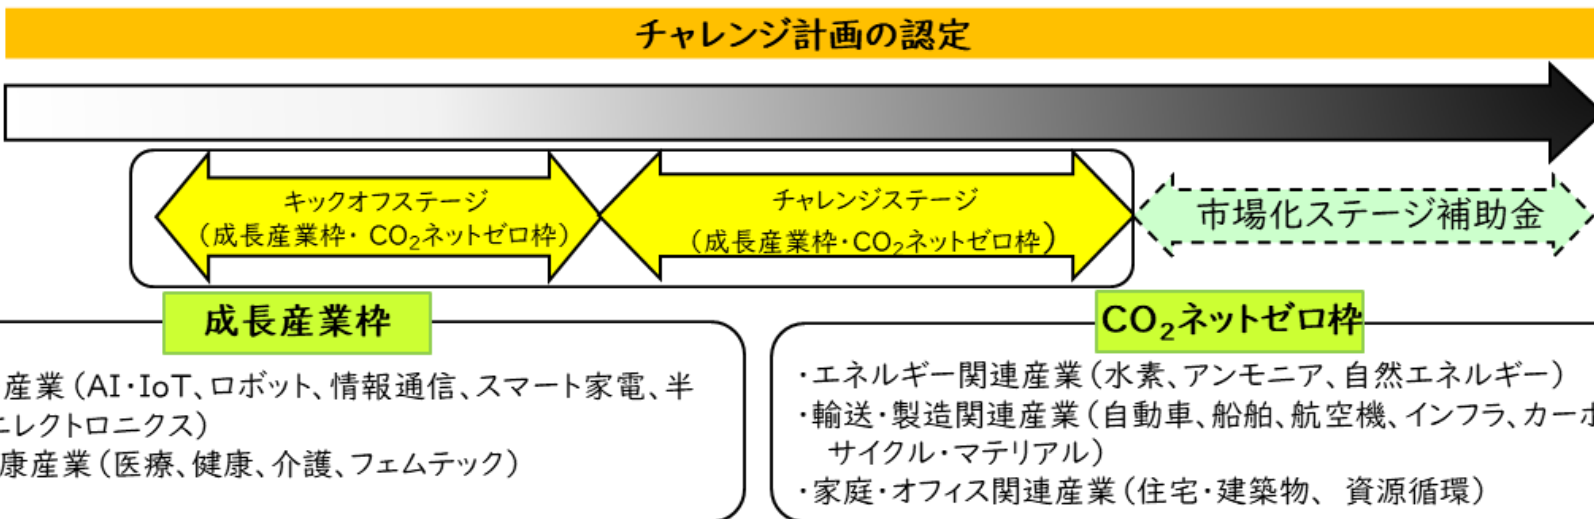 チャレンジ計画の認定
キックオフステージ
(成長産業枠・ CO₂ネットゼロ枠)
チャレンジステージ
(成長産業枠・CO₂ネットゼロ枠)
市場化ステージ補助金
成長産業枠
産業(AI・IoT、ロボット、情報通信、スマート家電、半
エレクトロニクス)
康産業(医療、健康、介護、フェムテック)
CO₂ネットゼロ枠
・エネルギー関連産業(水素、アンモニア、自然エネルギー)
・輸送・製造関連産業(自動車、船舶、航空機、インフラ、カーボ
サイクル・マテリアル)
・家庭・オフィス関連産業(住宅・建築物、 資源循環)